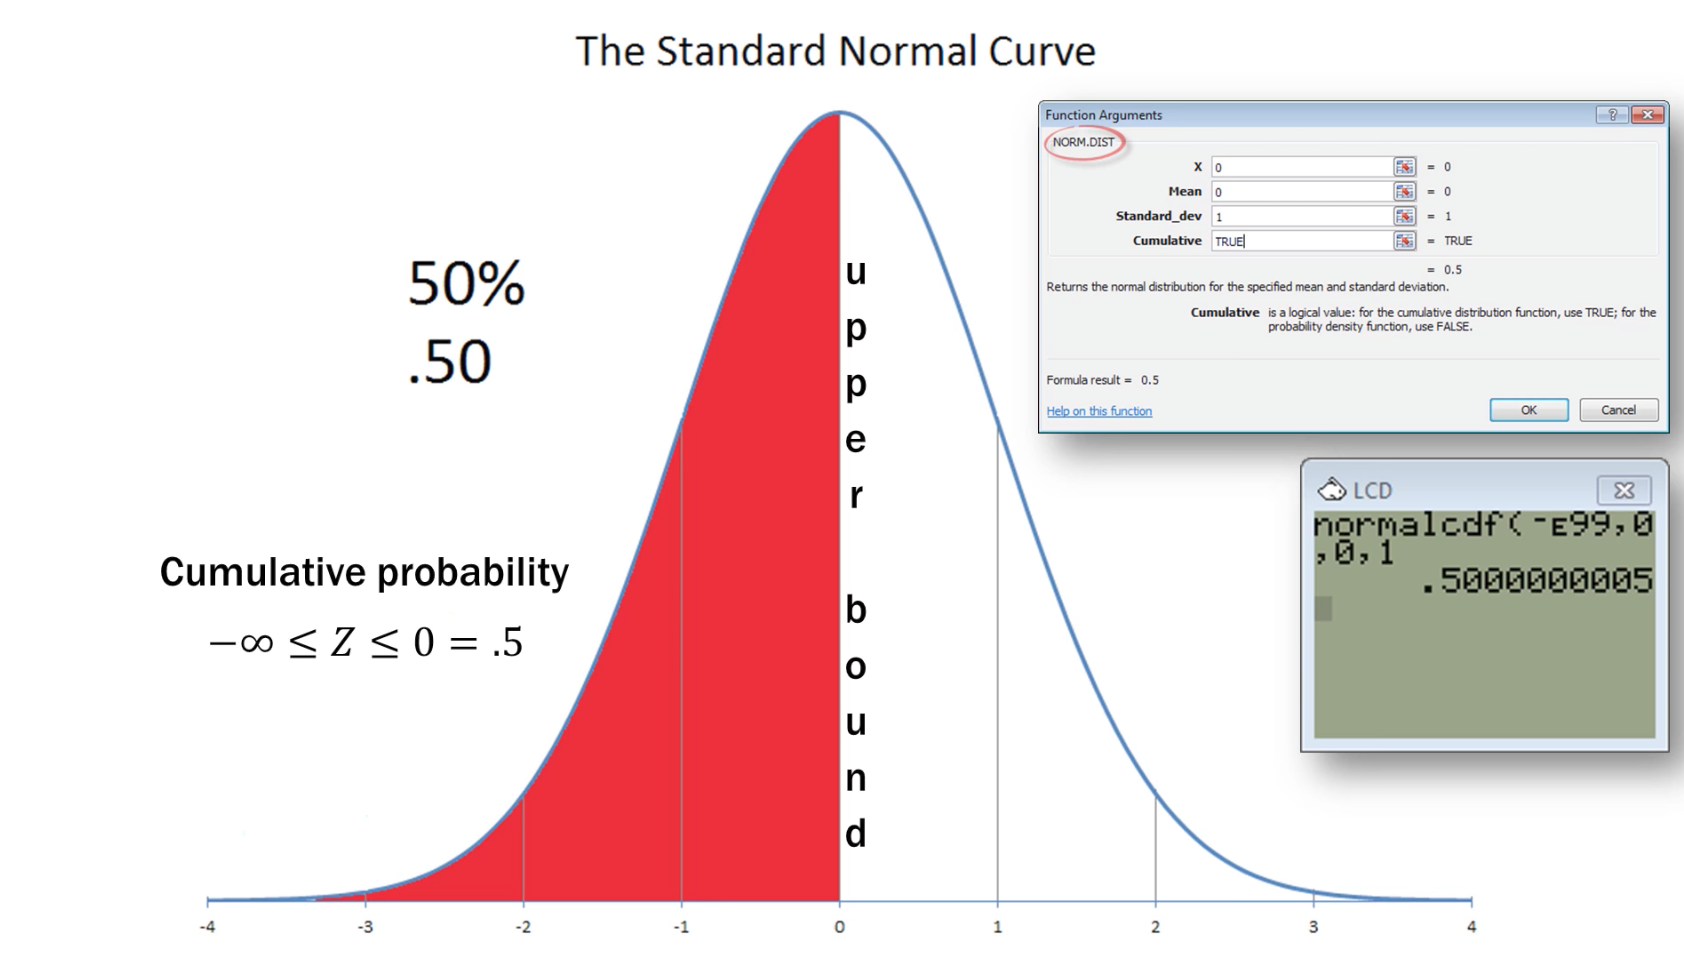 The Standard Normal Curve
50%
.50
Cumulative probability
−∞ ≤ Z ≤ 0 = .5
u
p
p
e
r
b
o
u
n
d
-4 -3 -2 -1 0 1 2 3 4
Function Arguments
NORM.DIST
X 0 = 0
Mean 0 = 0
Standard_dev 1 = 1
Cumulative TRUE = TRUE
= 0.5
Returns the normal distribution for the specified mean and standard deviation.
Cumulative is a logical value: for the cumulative distribution function, use TRUE; for the
probability density function, use FALSE.
Formula result = 0.5
Help on this function
OK Cancel
LCD
normalcdf(-E99,0
,0,1
.5000000005